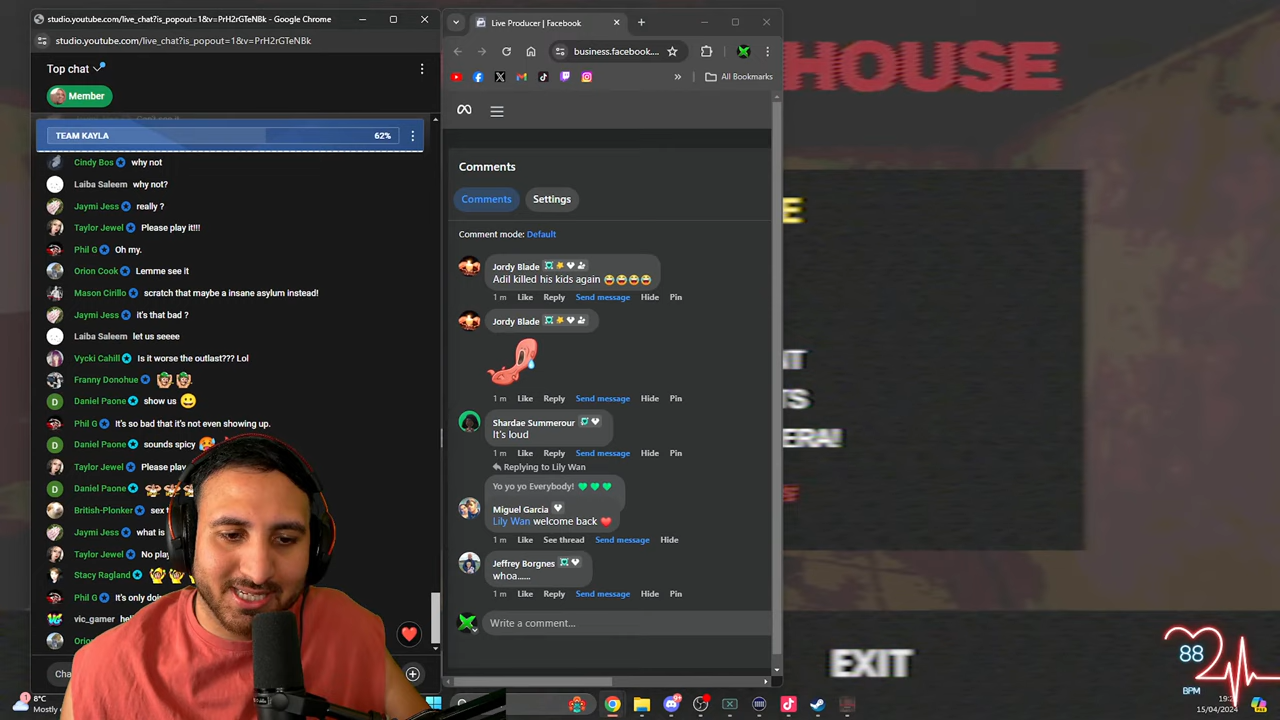 studio.youtube.com/live_chat?is_popout=1&v=PrH2rGTeNBk - Google Chrome
studio.youtube.com/live_chat?is_popout=1&v=PrH2rGTeNBk
Top chat
Member
TEAM KAYLA 62%
Cindy Bos why not
Laiba Saleem why not?
Jaymi Jess really ?
Taylor Jewel Please play it!!!
Phil G Oh my.
Orion Cook Lemme see it
Mason Cirillo scratch that maybe a insane asylum instead!
Jaymi Jess it's that bad ?
Laiba Saleem let us seeee
Vycki Cahill Is it worse the outlast??? Lol
Franny Donohue
Daniel Paone show us 😀
Phil G It's so bad that it's not even showing up.
Daniel Paone sounds spicy 🥵
Taylor Jewel Please play
Daniel Paone
British-Plonker
Jaymi Jess what is
Taylor Jewel
Stacy Ragland
Phil G
vic_gamer
Live Producer | Facebook
business.facebook....
All Bookmarks
Comments
Comments Settings
Comment mode: Default
Jordy Blade
Adil killed his kids again 😂😂😂😂
1 m Like Reply Send message Hide Pin
Jordy Blade
1 m Like Reply Send message Hide Pin
Shardae Summerour
It's loud
1 m Like Reply Send message Hide Pin
Replying to Lily Wan
Yo yo yo Everybody! 💚💚💚
Miguel Garcia
Lily Wan welcome back ❤️
1 m Like See thread Send message Hide
Jeffrey Borgnes
whoa......
1 m Like Reply Send message Hide Pin
Write a comment...
HOUSE
EXIT
88
BPM
8°C
15/04/2024